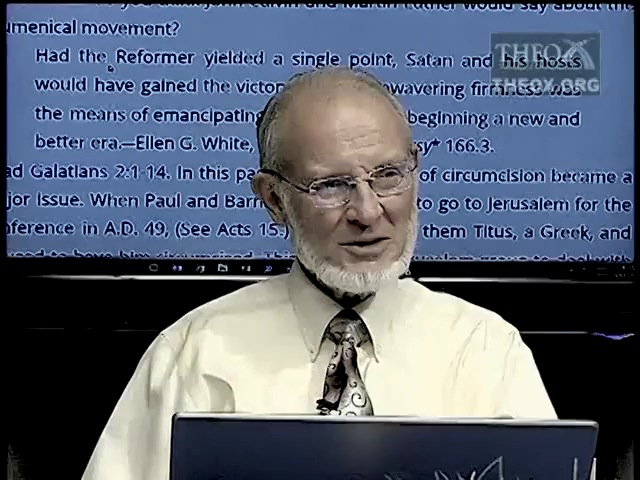 THEOX
THEOX.ORG
umenical movement?
Had the Reformer yielded a single point, Satan and his hosts
would have gained the victor
wavering firmness was
the means of emancipating
beginning a new and
better era.—Ellen G. White,
sy* 166.3.
ad Galatians 2:1-14. In this pa
of circumcision became a
jor issue. When Paul and Barn
to go to Jerusalem for the
nference in A.D. 49, (See Acts 15.)
them Titus, a Greek, and